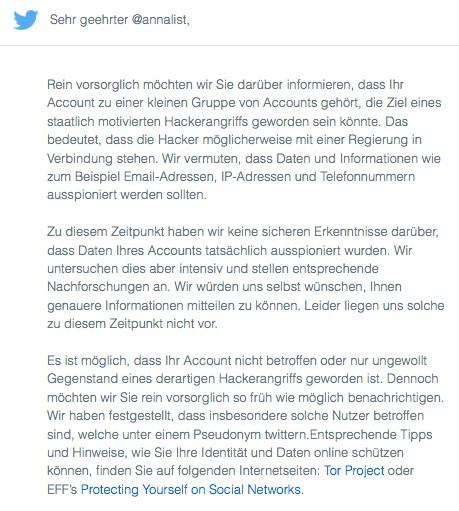 Sehr geehrter @annalist,
Rein vorsorglich möchten wir Sie darüber informieren, dass Ihr
Account zu einer kleinen Gruppe von Accounts gehört, die Ziel eines
staatlich motivierten Hackerangriffs geworden sein könnte. Das
bedeutet, dass die Hacker möglicherweise mit einer Regierung in
Verbindung stehen. Wir vermuten, dass Daten und Informationen wie
zum Beispiel Email-Adressen, IP-Adressen und Telefonnummern
ausspioniert werden sollten.
Zu diesem Zeitpunkt haben wir keine sicheren Erkenntnisse darüber,
dass Daten Ihres Accounts tatsächlich ausspioniert wurden. Wir
untersuchen dies aber intensiv und stellen entsprechende
Nachforschungen an. Wir würden uns selbst wünschen, Ihnen
genauere Informationen mitteilen zu können. Leider liegen uns solche
zu diesem Zeitpunkt nicht vor.
Es ist möglich, dass Ihr Account nicht betroffen oder nur ungewollt
Gegenstand eines derartigen Hackerangriffs geworden ist. Dennoch
möchten wir Sie rein vorsorglich so früh wie möglich benachrichtigen.
Wir haben festgestellt, dass insbesondere solche Nutzer betroffen
sind, welche unter einem Pseudonym twittern.Entsprechende Tipps
und Hinweise, wie Sie Ihre Identität und Daten online schützen
können, finden Sie auf folgenden Internetseiten: Tor Project oder
EFF's Protecting Yourself on Social Networks.